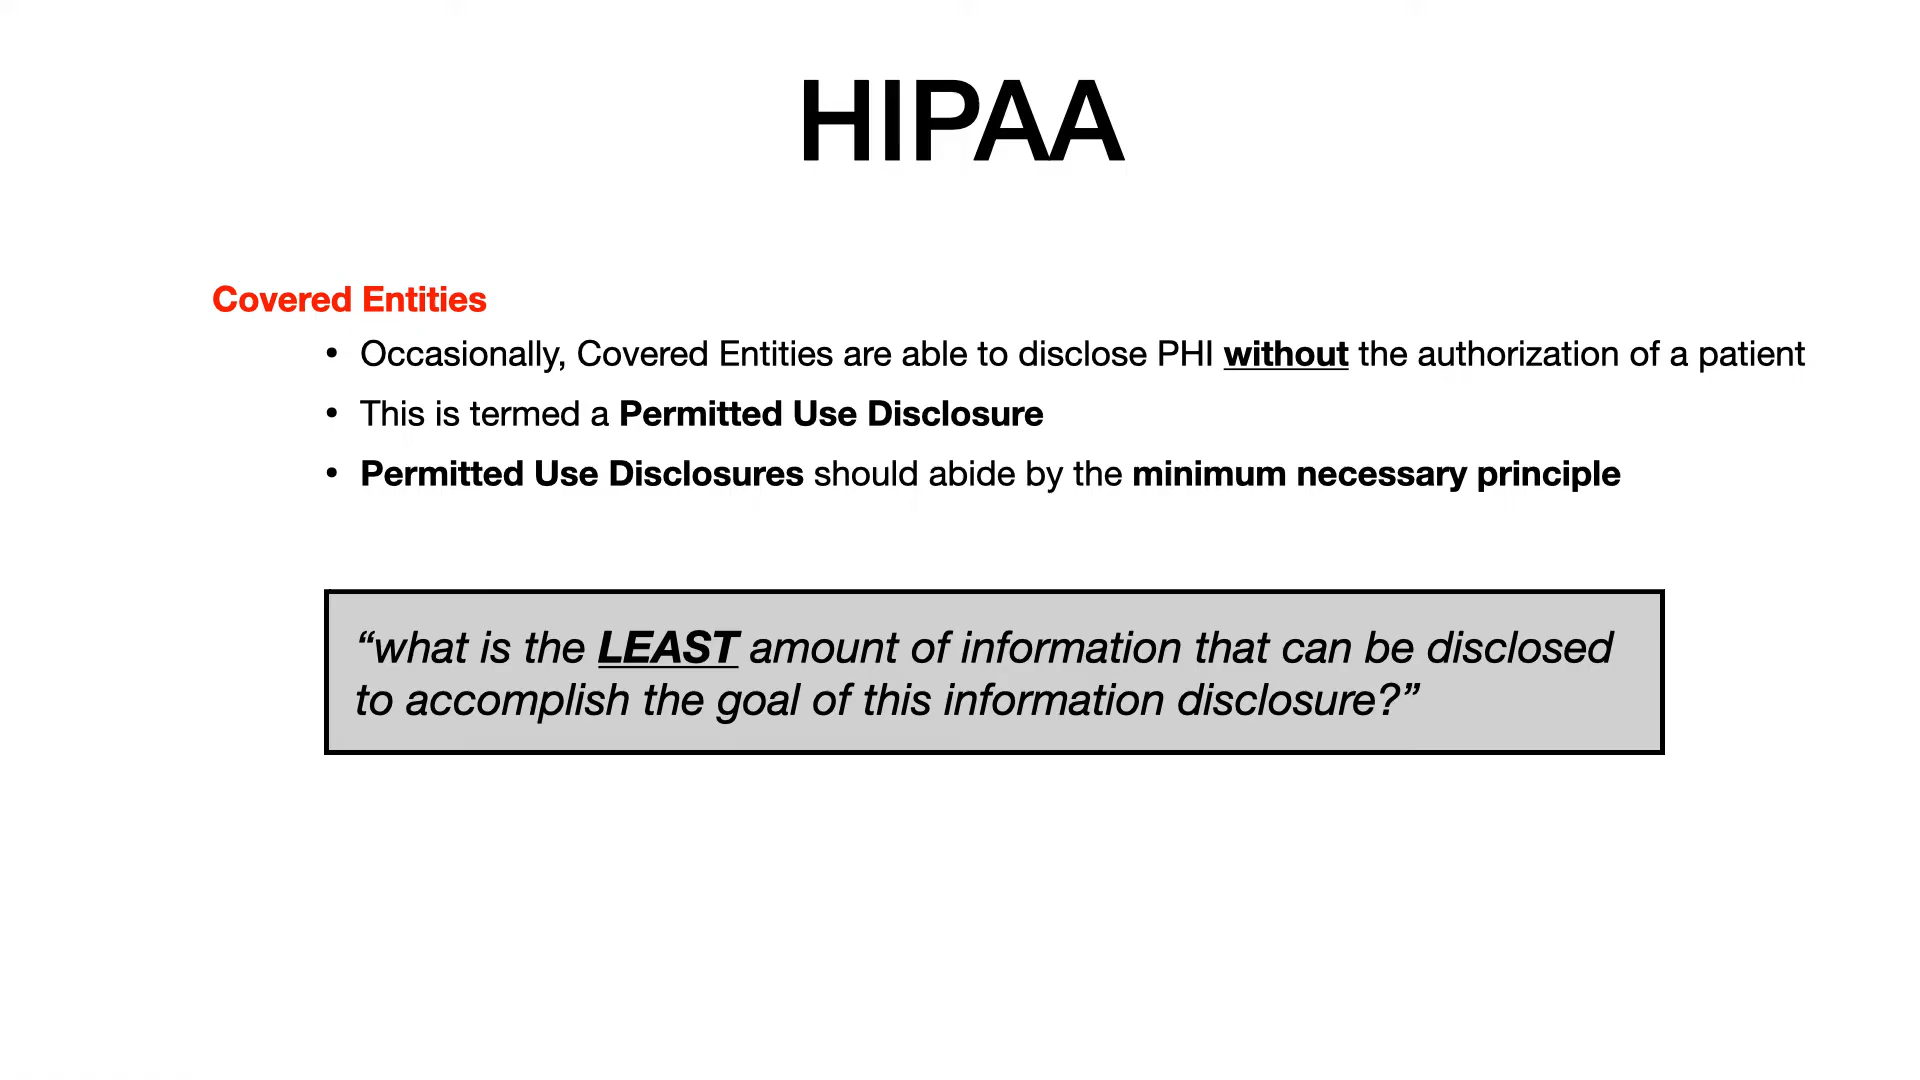 HIPAA
Covered Entities
• Occasionally, Covered Entities are able to disclose PHI without the authorization of a patient
• This is termed a Permitted Use Disclosure
• Permitted Use Disclosures should abide by the minimum necessary principle
“what is the LEAST amount of information that can be disclosed
to accomplish the goal of this information disclosure?”